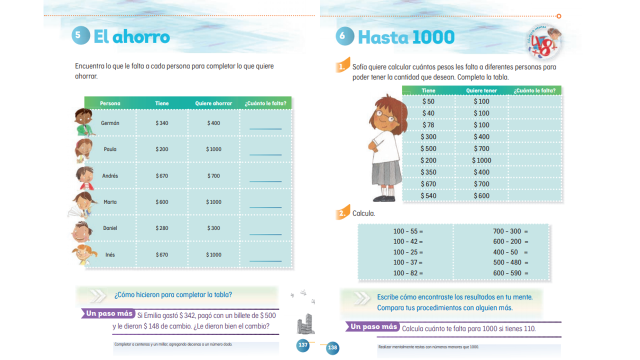 5 El ahorro
Encuentra lo que le falta a cada persona para completar lo que quiere
ahorrar.
Persona Tiene Quiere ahorrar ¿Cuánto le falta?
Germán $ 340 $ 400
Paula $ 200 $ 1000
Andrés $ 670 $ 700
Marta $ 600 $ 1000
Daniel $ 280 $ 300
Inés $ 870 $ 1000
¿Cómo hicieron para completar la tabla?
Un paso más Si Emilia gastó $ 342, pagó con un billete de $ 500
y le dieron $ 148 de cambio. ¿Le dieron bien el cambio?
Completar a centenas y un millar, agregando decenas a un número dado.
137
6 Hasta 1000
1. Sofía quiere calcular cuántos pesos les falta a diferentes personas para
poder tener la cantidad que desean. Completa la tabla.
Tiene Quiere tener ¿Cuánto le falta?
$ 50 $ 100
$ 40 $ 100
$ 78 $ 100
$ 300 $ 400
$ 500 $ 700
$ 200 $ 1000
$ 350 $ 400
$ 670 $ 700
$ 540 $ 600
2. Calcula.
100 – 55 = 700 – 300 =
100 – 42 = 600 – 200 =
100 – 25 = 400 – 50 =
100 – 37 = 500 – 480 =
100 – 82 = 600 – 590 =
Escribe cómo encontraste los resultados en tu mente.
Compara tus procedimientos con alguien más.
Un paso más Calcula cuánto te falta para 1000 si tienes 110.
Realizar mentalmente restas con números menores que 1000.
138